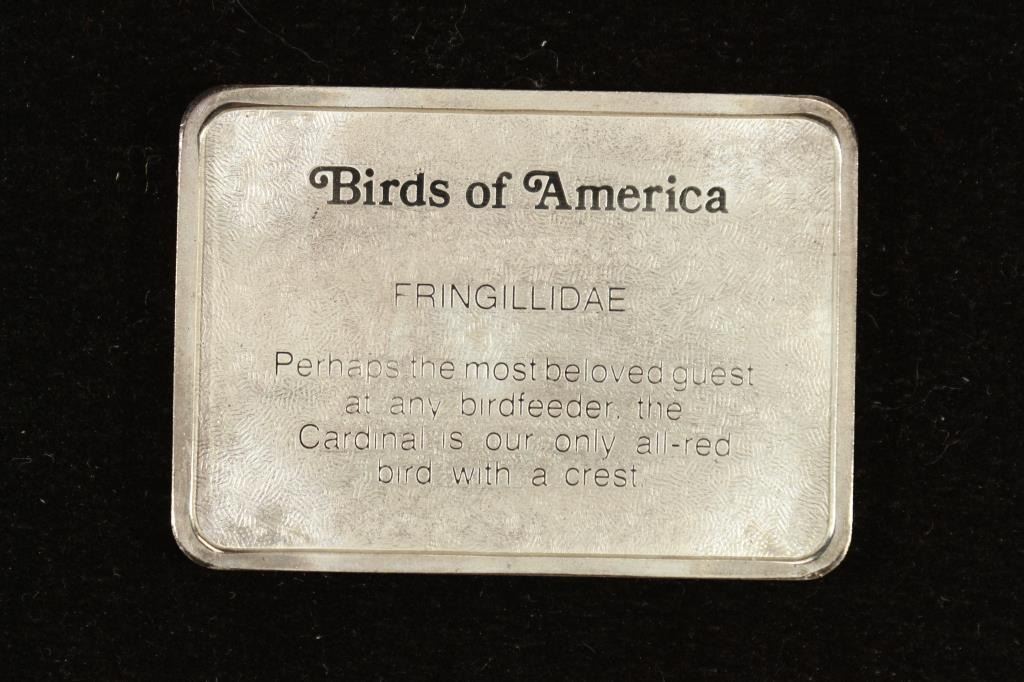 Birds of America
FRINGILLIDAE
Perhaps the most beloved guest
at any birdfeeder, the
Cardinal is our only all-red
bird with a crest.